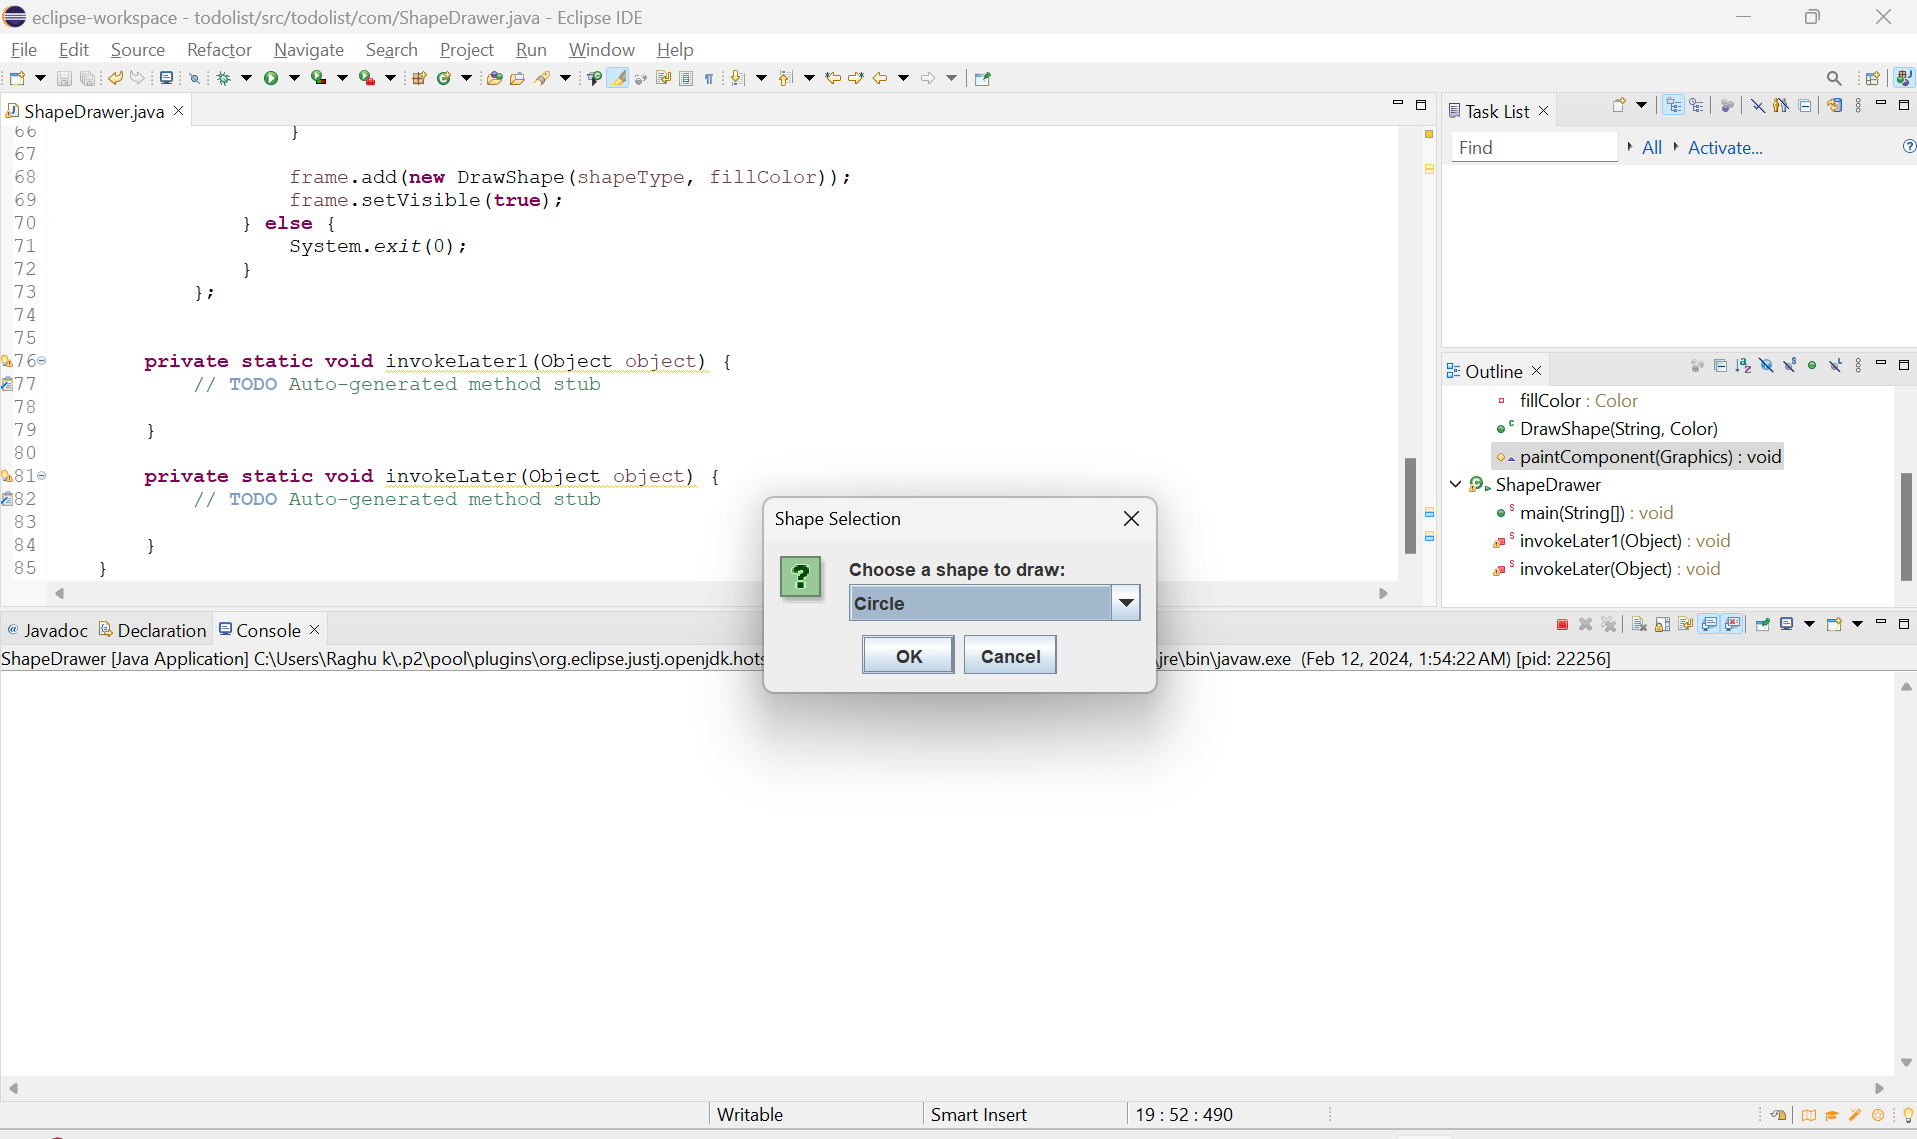 eclipse-workspace - todolist/src/todolist/com/ShapeDrawer.java - Eclipse IDE
File Edit Source Refactor Navigate Search Project Run Window Help
ShapeDrawer.java
66 }
67
68 frame.add(new DrawShape(shapeType, fillColor));
69 frame.setVisible(true);
70 } else {
71 System.exit(0);
72 }
73 };
74
75
76 private static void invokeLater1(Object object) {
77 // TODO Auto-generated method stub
78
79 }
80
81 private static void invokeLater(Object object) {
82 // TODO Auto-generated method stub
83
84 }
85 }
Task List
Find All Activate...
Outline
fillColor : Color
DrawShape(String, Color)
paintComponent(Graphics) : void
ShapeDrawer
main(String[]) : void
invokeLater1(Object) : void
invokeLater(Object) : void
Shape Selection
Choose a shape to draw:
Circle
OK Cancel
Javadoc Declaration Console
ShapeDrawer [Java Application] C:\Users\Raghu k\.p2\pool\plugins\org.eclipse.justj.openjdk.hots \jre\bin\javaw.exe (Feb 12, 2024, 1:54:22 AM) [pid: 22256]
Writable Smart Insert 19 : 52 : 490